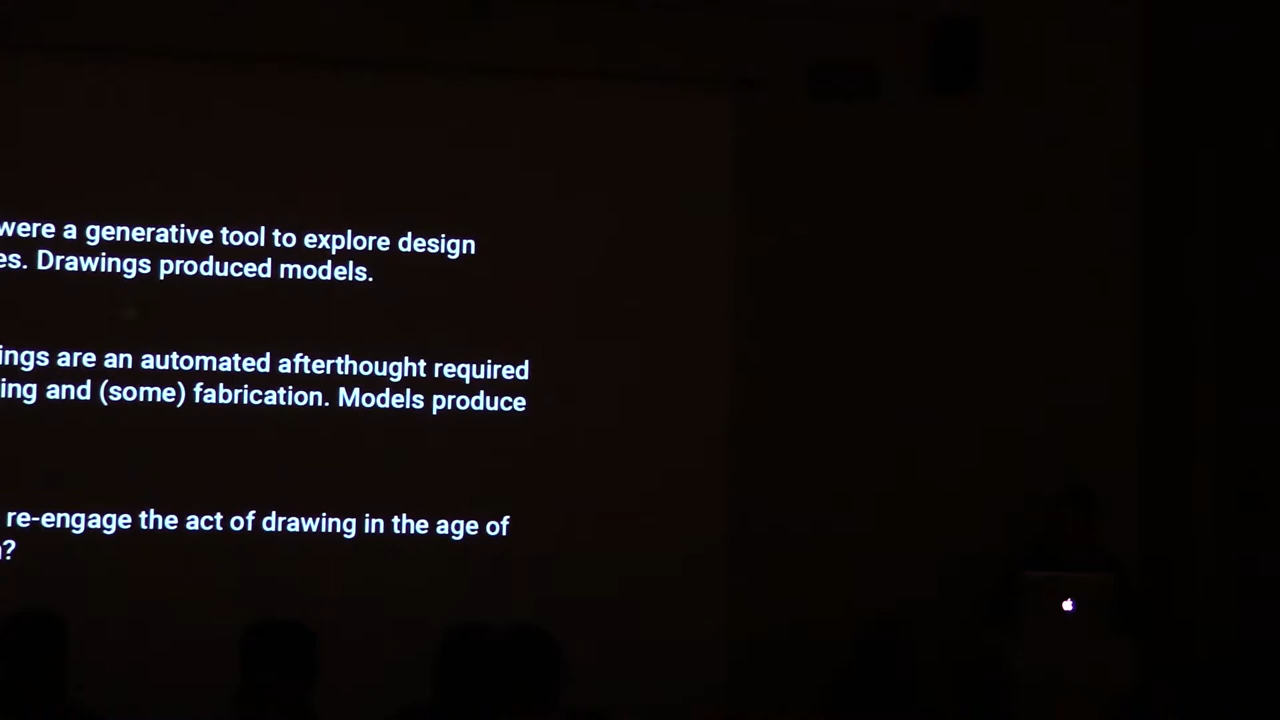 were a generative tool to explore design
es. Drawings produced models.
ings are an automated afterthought required
ing and (some) fabrication. Models produce
re-engage the act of drawing in the age of
?